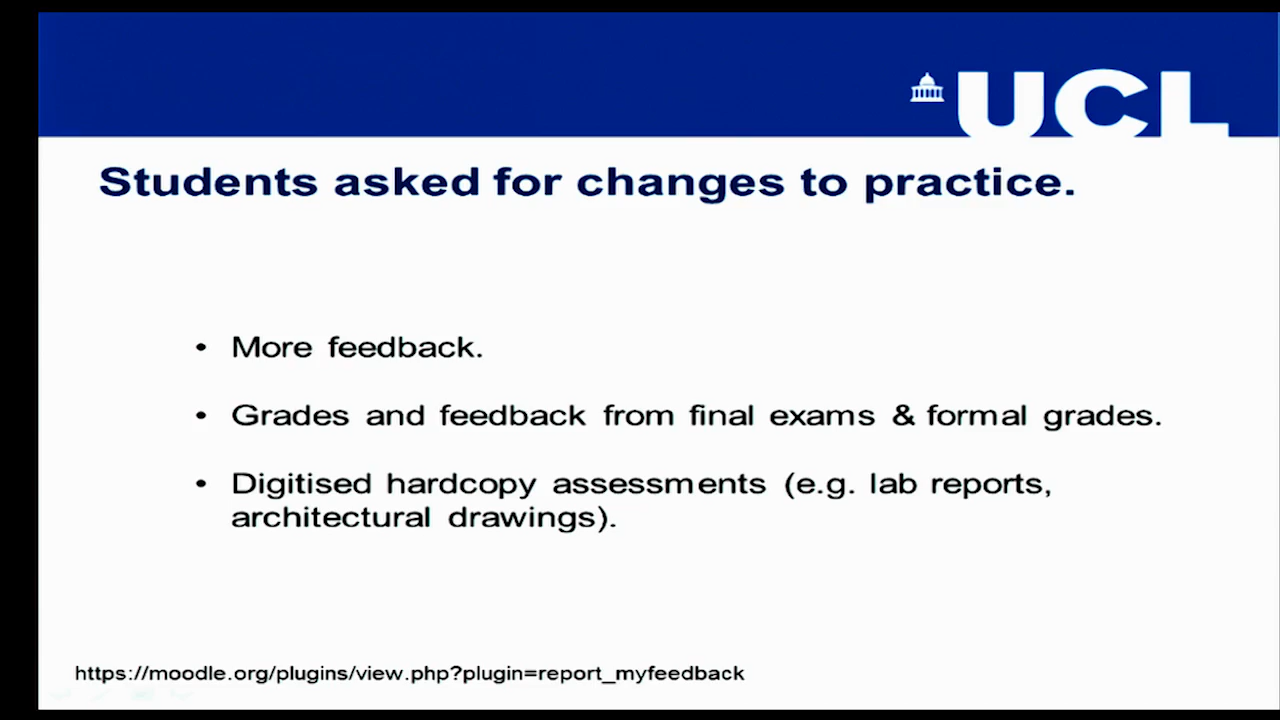 UCL
Students asked for changes to practice.
• More feedback.
• Grades and feedback from final exams & formal grades.
• Digitised hardcopy assessments (e.g. lab reports,
architectural drawings).
https://moodle.org/plugins/view.php?plugin=report_myfeedback